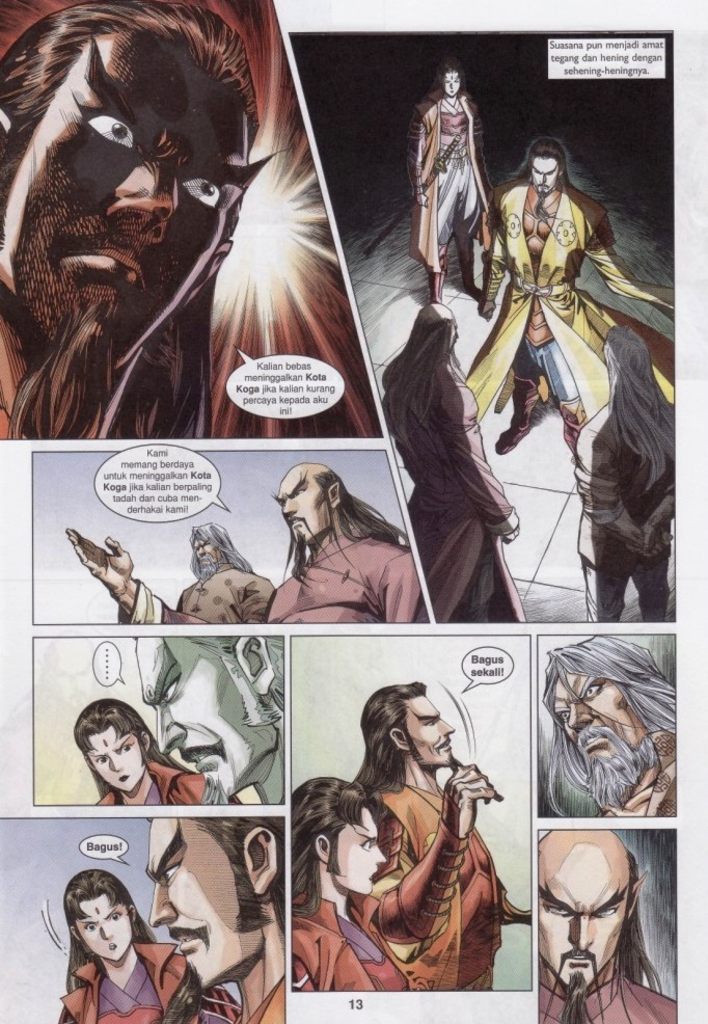 Kalian bebas
meninggalkan Kota
Koga jika kalian kurang
percaya kepada aku
ini!
Suasana pun menjadi amat
tegang dan hening dengan
sehening-heningnya.
Kami
memang berdaya
untuk meninggalkan Kota
Koga jika kalian berpaling
tadah dan cuba men-
derhakai kami!
.....
Bagus!
Bagus
sekali!
13